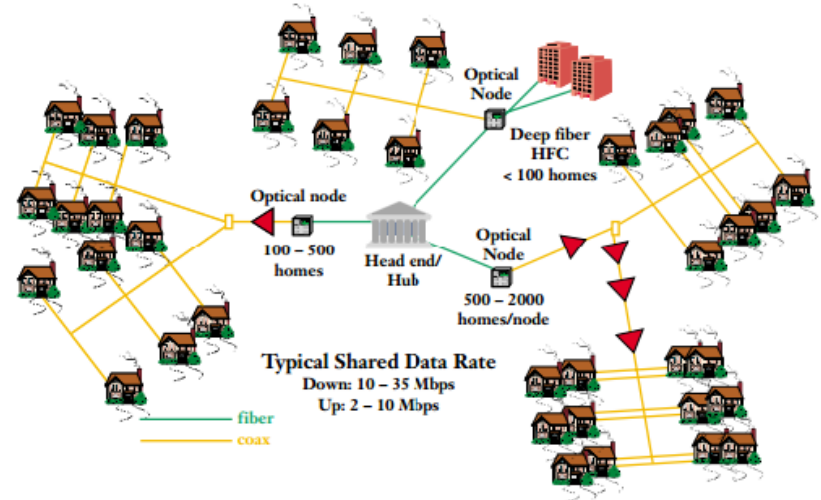 Optical
Node
Deep fiber
HFC
< 100 homes
Optical node
100 – 500
homes
Head end/
Hub
Optical
Node
500 – 2000
homes/node
Typical Shared Data Rate
Down: 10 – 35 Mbps
Up: 2 – 10 Mbps
fiber
coax